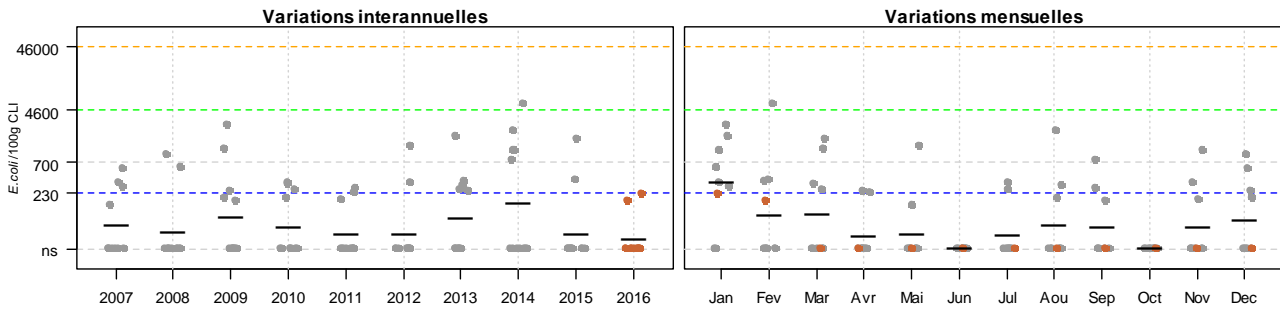 Variations interannuelles
E.coli/100g CLI
46000
4600
700
230
ns
2007 2008 2009 2010 2011 2012 2013 2014 2015 2016
Variations mensuelles
Jan Fev Mar Avr Mai Jun Jul Aou Sep Oct Nov Dec